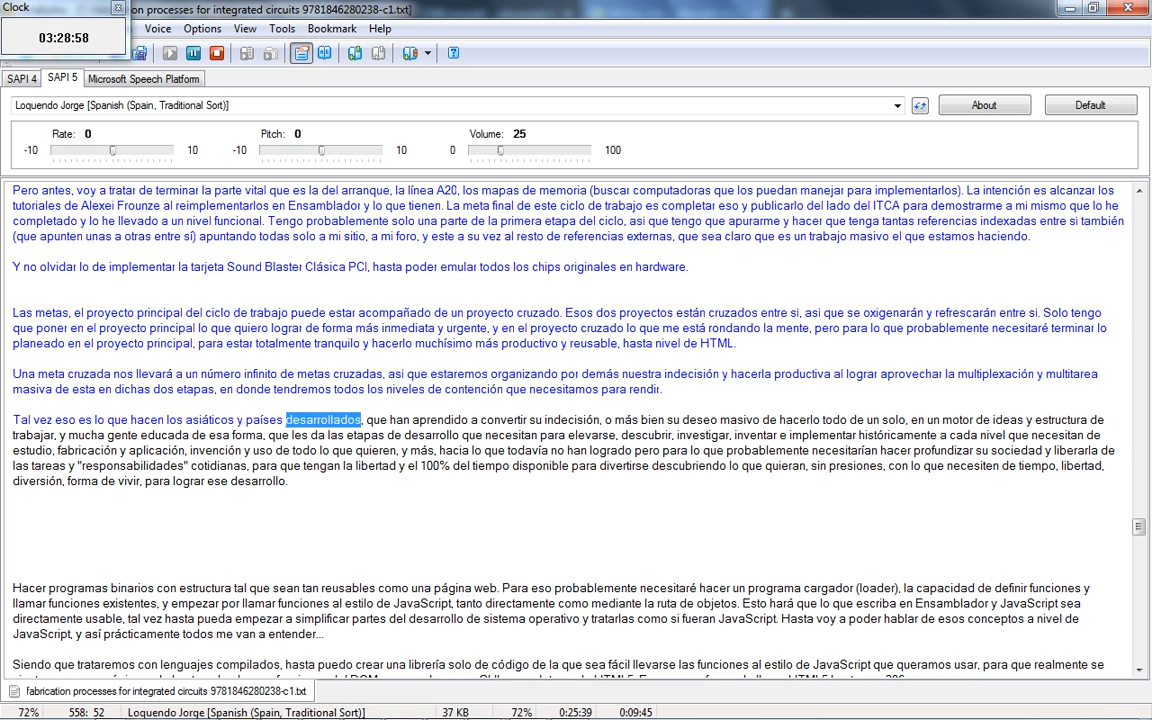 Clock
on processes for integrated circuits 9781846280238-c1.txt]
03:28:58
Voice Options View Tools Bookmark Help
SAPI 4 SAPI 5 Microsoft Speech Platform
Loquendo Jorge [Spanish (Spain, Traditional Sort)] About Default
Rate: 0 Pitch: 0 Volume: 25
-10 10 -10 10 0 100
Pero antes, voy a tratar de terminar la parte vital que es la del arranque, la línea A20, los mapas de memoria (buscar computadoras que los puedan manejar para implementarlos). La intención es alcanzar los
tutoriales de Alexei Frounze al reimplementarlos en Ensamblador y lo que tienen. La meta final de este ciclo de trabajo es completar eso y publicarlo del lado del ITCA para demostrarme a mi mismo que lo he
completado y lo he llevado a un nivel funcional. Tengo probablemente solo una parte de la primera etapa del ciclo, asi que tengo que apurarme y hacer que tenga tantas referencias indexadas entre si también
(que apunten unas a otras entre sí) apuntando todas solo a mi sitio, a mi foro, y este a su vez al resto de referencias externas, que sea claro que es un trabajo masivo el que estamos haciendo.
Y no olvidar lo de implementar la tarjeta Sound Blaster Clásica PCI, hasta poder emular todos los chips originales en hardware.
Las metas, el proyecto principal del ciclo de trabajo puede estar acompañado de un proyecto cruzado. Esos dos proyectos están cruzados entre si, asi que se oxigenarán y refrescarán entre si. Solo tengo
que poner en el proyecto principal lo que quiero lograr de forma más inmediata y urgente, y en el proyecto cruzado lo que me está rondando la mente, pero para lo que probablemente necesitaré terminar lo
planeado en el proyecto principal, para estar totalmente tranquilo y hacerlo muchísimo más productivo y reusable, hasta nivel de HTML.
Una meta cruzada nos llevará a un número infinito de metas cruzadas, asi que estaremos organizando por demás nuestra indecisión y hacerla productiva al lograr aprovechar la multiplexación y multitarea
masiva de esta en dichas dos etapas, en donde tendremos todos los niveles de contención que necesitamos para rendir.
Tal vez eso es lo que hacen los asiáticos y países desarrollados, que han aprendido a convertir su indecisión, o más bien su deseo masivo de hacerlo todo de un solo, en un motor de ideas y estructura de
trabajar, y mucha gente educada de esa forma, que les da las etapas de desarrollo que necesitan para elevarse, descubrir, investigar, inventar e implementar históricamente a cada nivel que necesitan de
estudio, fabricación y aplicación, invención y uso de todo lo que quieren, y más, hacia lo que todavía no han logrado pero para lo que probablemente necesitarían hacer profundizar su sociedad y liberarla de
las tareas y "responsabilidades" cotidianas, para que tengan la libertad y el 100% del tiempo disponible para divertirse descubriendo lo que quieran, sin presiones, con lo que necesiten de tiempo, libertad,
diversión, forma de vivir, para lograr ese desarrollo.
Hacer programas binarios con estructura tal que sean tan reusables como una página web. Para eso probablemente necesitaré hacer un programa cargador (loader), la capacidad de definir funciones y
llamar funciones existentes, y empezar por llamar funciones al estilo de JavaScript, tanto directamente como mediante la ruta de objetos. Esto hará que lo que escriba en Ensamblador y JavaScript sea
directamente usable, tal vez hasta pueda empezar a simplificar partes del desarrollo de sistema operativo y tratarlas como si fueran JavaScript. Hasta voy a poder hablar de esos conceptos a nivel de
JavaScript, y así prácticamente todos me van a entender...
Siendo que trataremos con lenguajes compilados, hasta puedo crear una librería solo de código de la que sea fácil llevarse las funciones al estilo de JavaScript que queramos usar, para que realmente se
fabrication processes for integrated circuits 9781846280238-c1.txt
72% 558: 52 Loquendo Jorge [Spanish (Spain, Traditional Sort)] 37 KB 72% 0:25:39 0:09:45